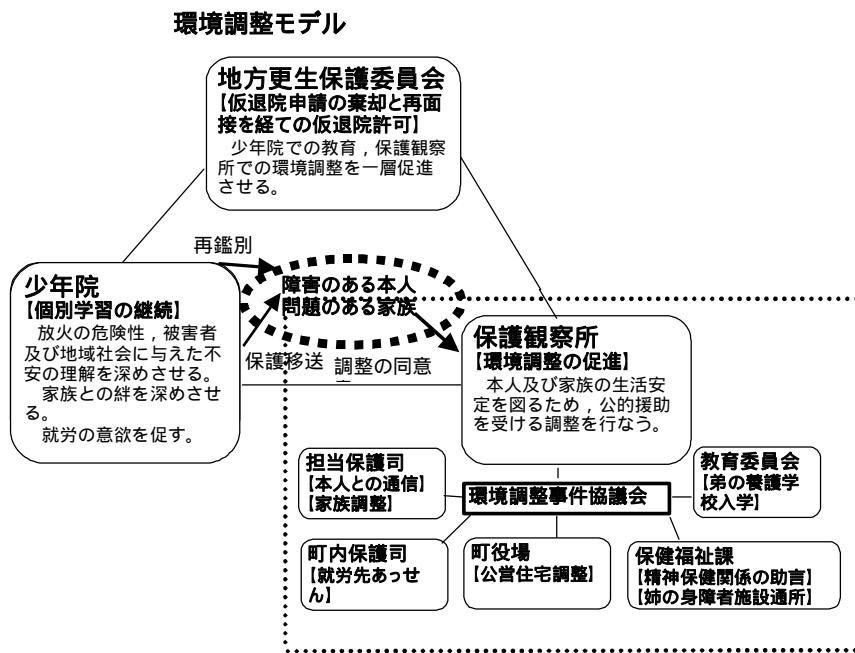 環境調整モデル
地方更生保護委員会
【仮退院申請の棄却と再面
接を経ての仮退院許可】
少年院での教育，保護観察
所での環境調整を一層促進
させる。
再鑑別
障害のある本人
問題のある家族
少年院
【個別学習の継続】
放火の危険性，被害者
及び地域社会に与えた不
安の理解を深めさせる。
家族との絆を深めさせ
る。
就労の意欲を促す。
保護移送
調整の同意
保護観察所
【環境調整の促進】
本人及び家族の生活安
定を図るため，公的援助
を受ける調整を行なう。
担当保護司
【本人との通信】
【家族調整】
環境調整事件協議会
教育委員会
【弟の養護学
校入学】
町内保護司
【就労先あっせ
ん】
町役場
【公営住宅調整】
保健福祉課
【精神保健関係の助言】
【姉の身障者施設通所】